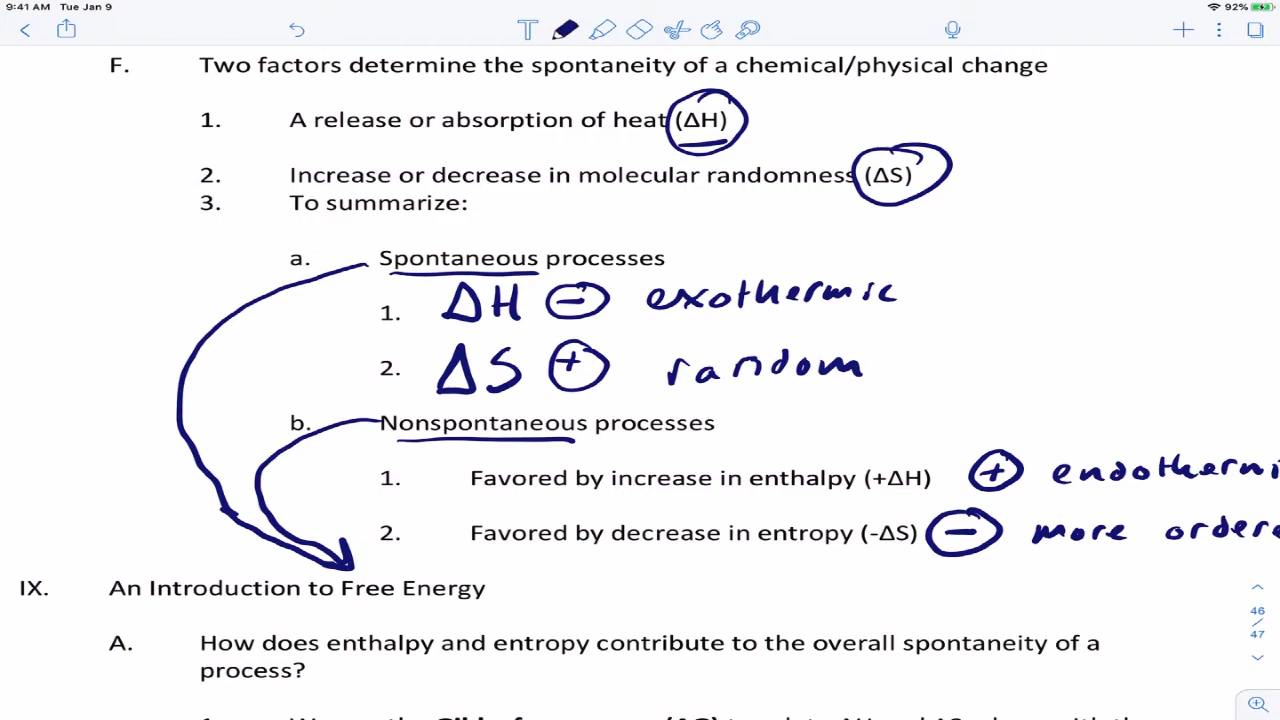 9:41 AM Tue Jan 9 92%
F. Two factors determine the spontaneity of a chemical/physical change
1. A release or absorption of heat (ΔH)
2. Increase or decrease in molecular randomness (ΔS)
3. To summarize:
a. Spontaneous processes
1. ΔH ⊖ exothermic
2. ΔS ⊕ random
b. Nonspontaneous processes
1. Favored by increase in enthalpy (+ΔH) ⊕ endothermi
2. Favored by decrease in entropy (-ΔS) ⊖ more ordere
IX. An Introduction to Free Energy
46
/
47
A. How does enthalpy and entropy contribute to the overall spontaneity of a
process?